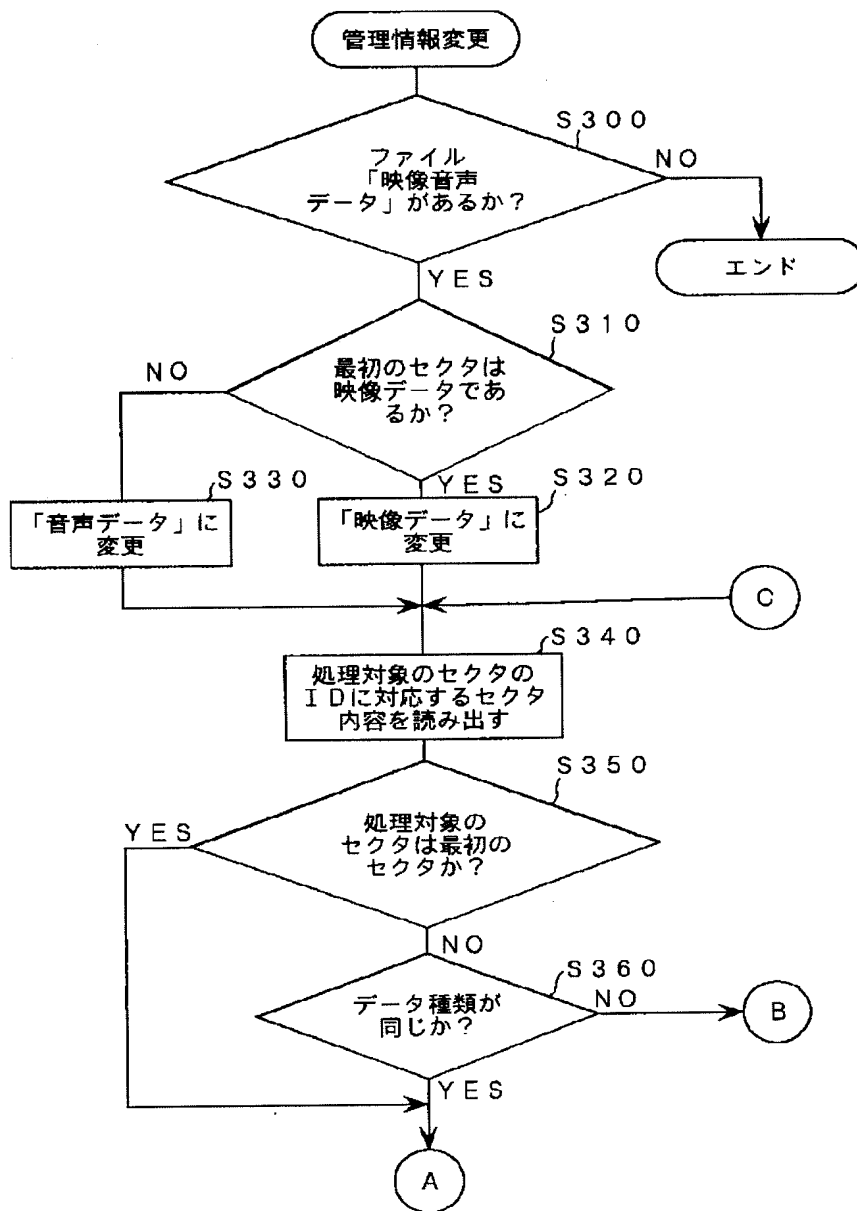 管理情報変更
S300
ファイル
「映像音声
データ」があるか？
NO
エンド
YES
S310
最初のセクタは
映像データであ
るか？
NO
YES
S330
「音声データ」に
変更
S320
「映像データ」に
変更
C
S340
処理対象のセクタの
IDに対応するセクタ
内容を読み出す
S350
処理対象の
セクタは最初の
セクタか？
YES
NO
S360
データ種類が
同じか？
NO
B
YES
A